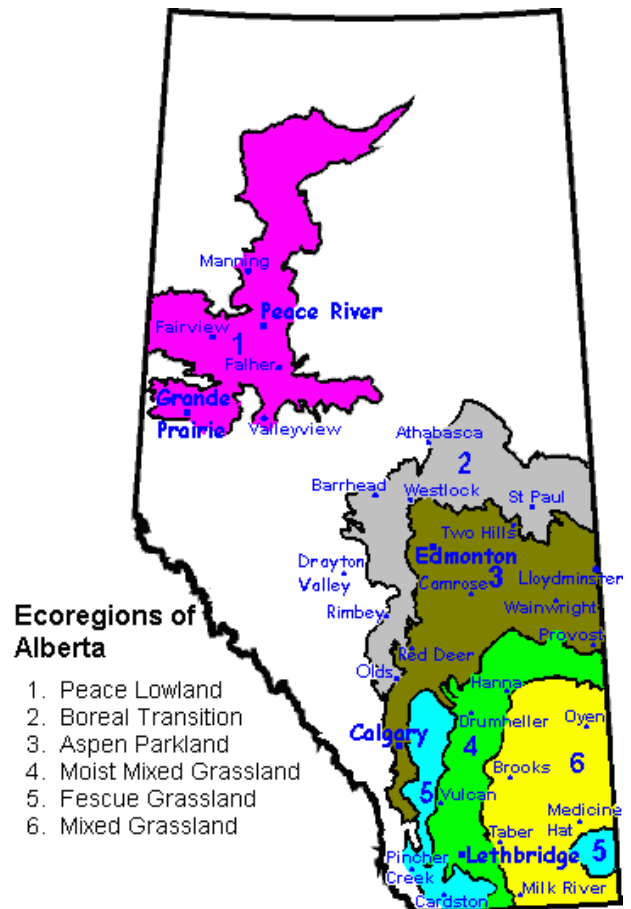 Manning
Peace River
Fairview
1
Falher
Grande
Prairie
Valleyview
Athabasca
2
Barrhead
Westlock
St Paul
Two Hills
Edmonton
Drayton
Valley
3
Lloydminster
Camrose
Wainwright
Rimbey
Provost
Red Deer
Olds
Hanna
Drumheller
Oyen
Calgary
4
6
Brooks
5
Vulcan
Medicine
Hat
Taber
Pincher
Creek
Lethbridge
5
Milk River
Cardston
Ecoregions of
Alberta
1. Peace Lowland
2. Boreal Transition
3. Aspen Parkland
4. Moist Mixed Grassland
5. Fescue Grassland
6. Mixed Grassland